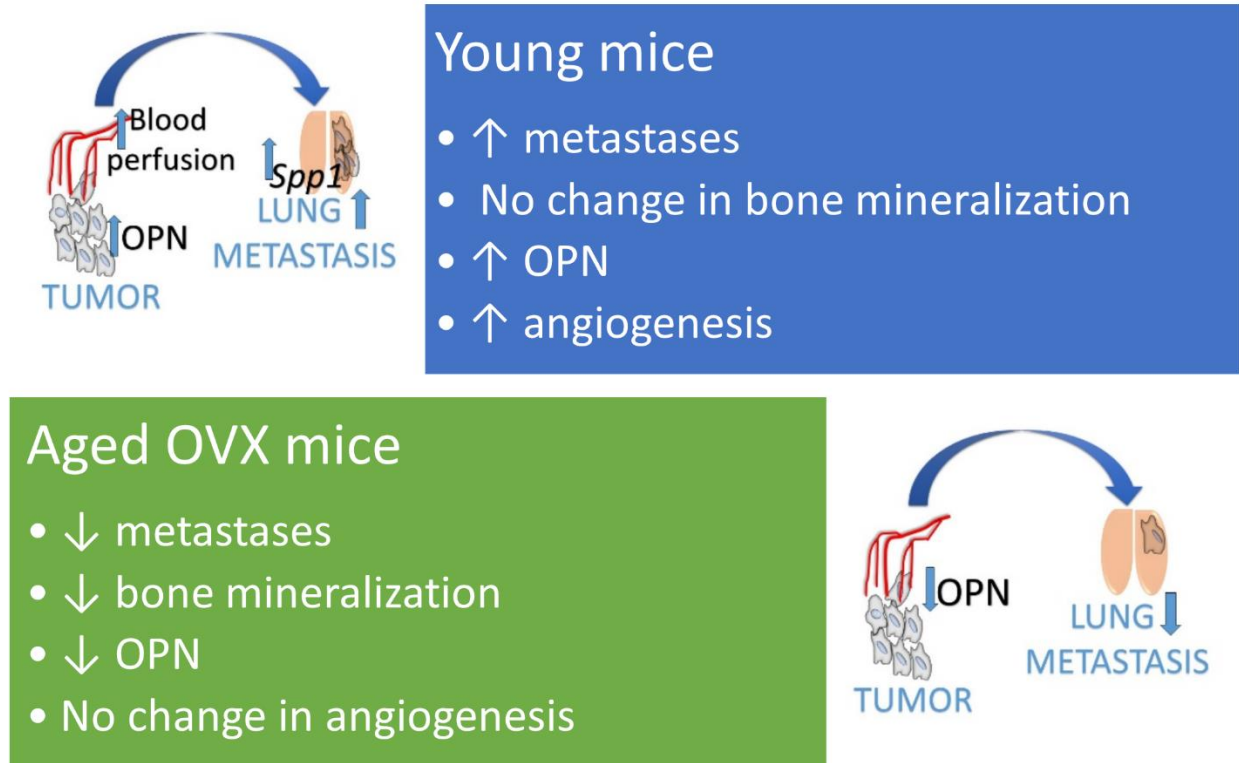 Blood
perfusion
OPN
TUMOR
Spp1
LUNG
METASTASIS
Young mice
• ↑ metastases
• No change in bone mineralization
• ↑ OPN
• ↑ angiogenesis
Aged OVX mice
• ↓ metastases
• ↓ bone mineralization
• ↓ OPN
• No change in angiogenesis
OPN
TUMOR
LUNG
METASTASIS